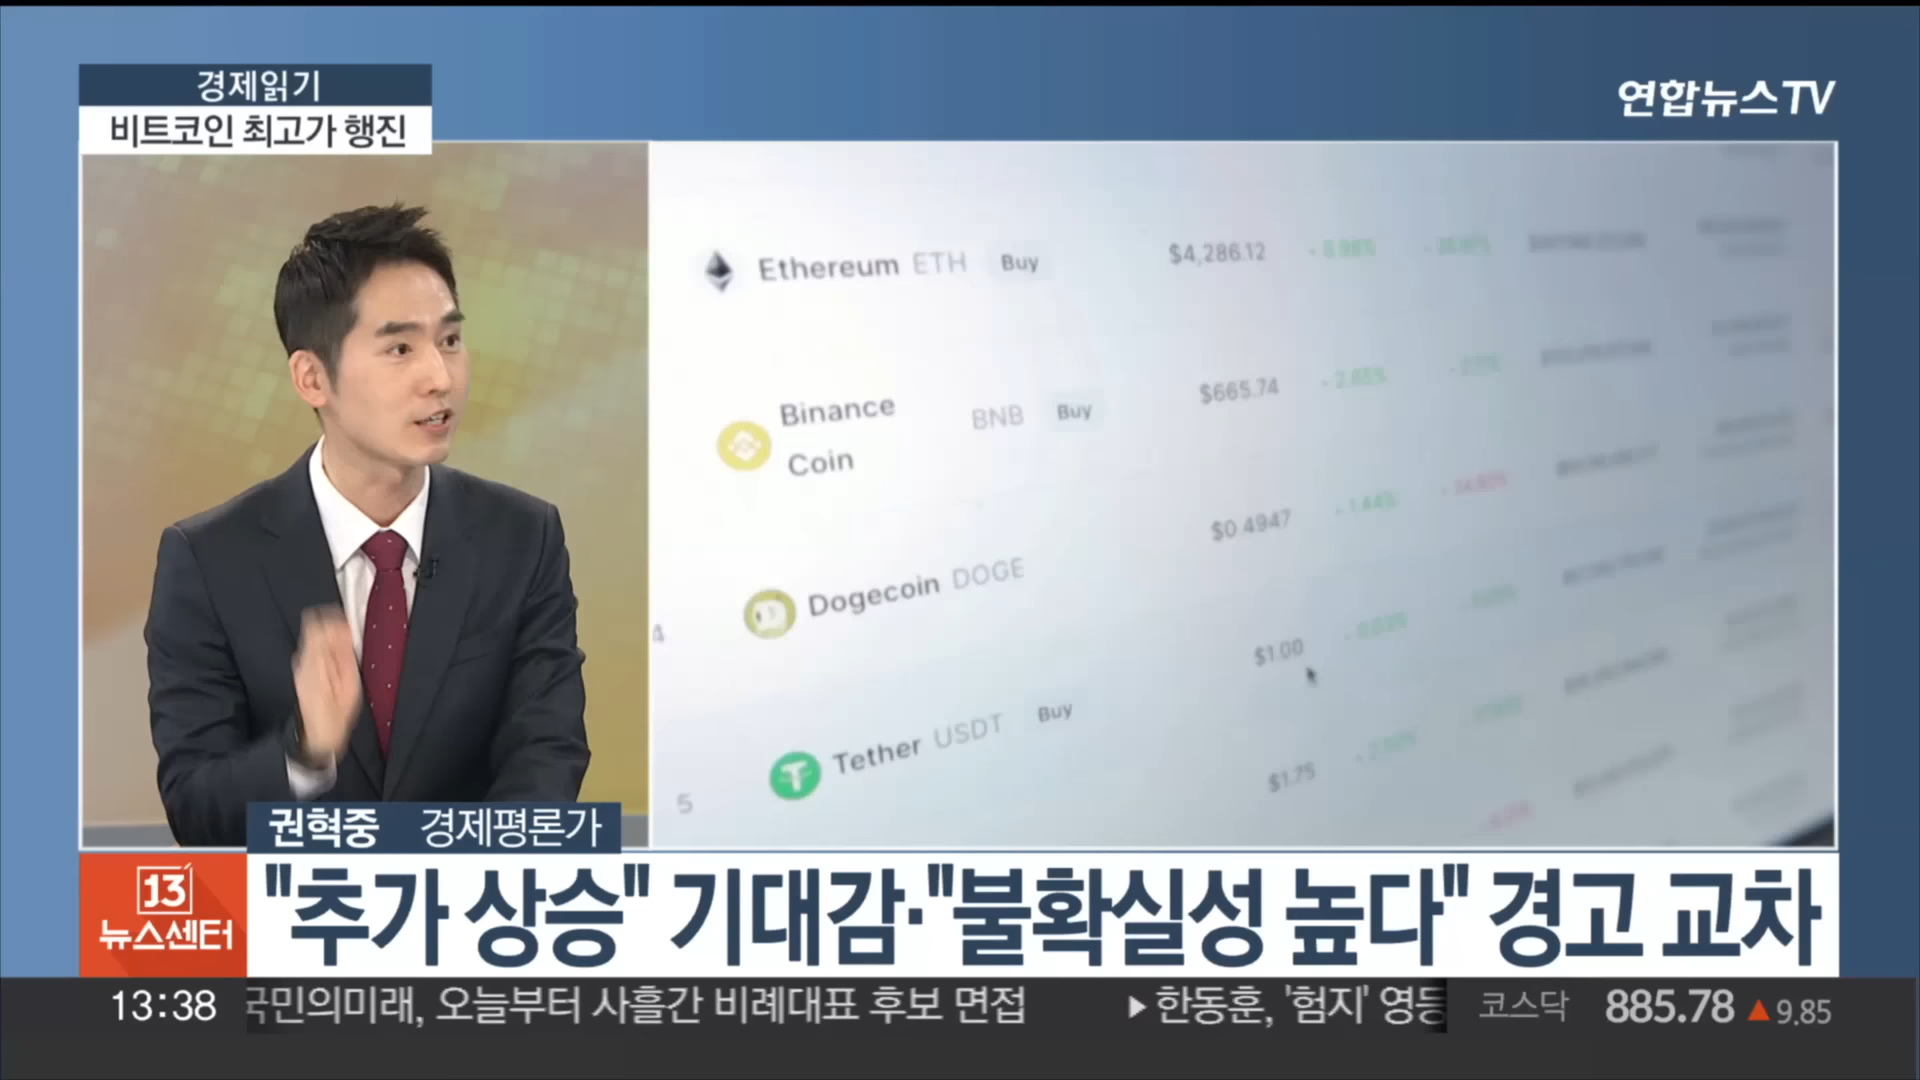 경제읽기
비트코인 최고가 행진
연합뉴스TV
Ethereum ETH Buy $4,286.12
Binance Coin BNB Buy $665.74
Dogecoin DOGE $0.4947
4
Tether USDT Buy $1.00
5
$1.75
권혁중 경제평론가
13 뉴스센터
"추가 상승" 기대감·"불확실성 높다" 경고 교차
13:38 국민의미래, 오늘부터 사흘간 비례대표 후보 면접 ▶한동훈, '험지' 영등 코스닥 885.78 ▲9.85